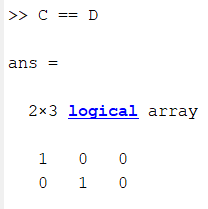 >> C == D
ans =
2×3 logical array
1 0 0
0 1 0